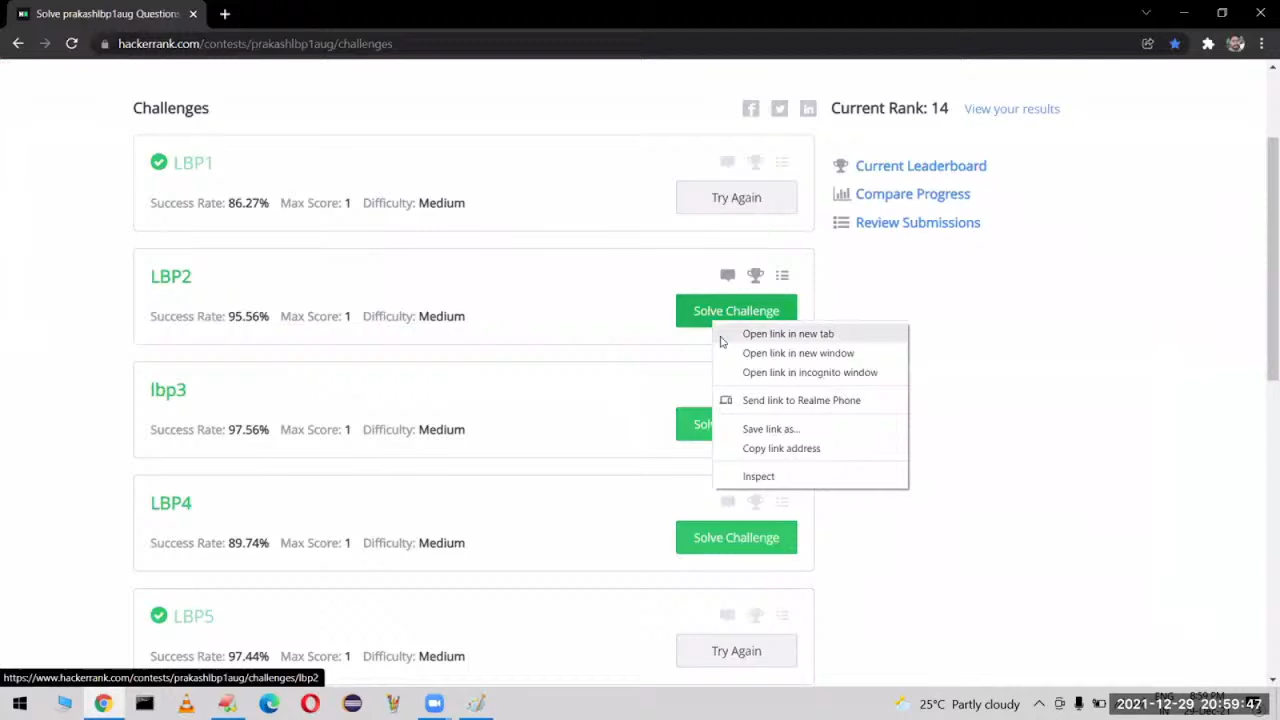 Solve prakashlbp1aug Questions
hackerrank.com/contests/prakashlbp1aug/challenges
Challenges
Current Rank: 14 View your results
LBP1
Success Rate: 86.27% Max Score: 1 Difficulty: Medium
Try Again
Current Leaderboard
Compare Progress
Review Submissions
LBP2
Success Rate: 95.56% Max Score: 1 Difficulty: Medium
Solve Challenge
Open link in new tab
Open link in new window
Open link in incognito window
Send link to Realme Phone
Save link as...
Copy link address
Inspect
lbp3
Success Rate: 97.56% Max Score: 1 Difficulty: Medium
Sol
LBP4
Success Rate: 89.74% Max Score: 1 Difficulty: Medium
Solve Challenge
LBP5
Success Rate: 97.44% Max Score: 1 Difficulty: Medium
Try Again
https://www.hackerrank.com/contests/prakashlbp1aug/challenges/lbp2
25°C Partly cloudy
ENG
8:59 PM
2021-12-29 20:59:47